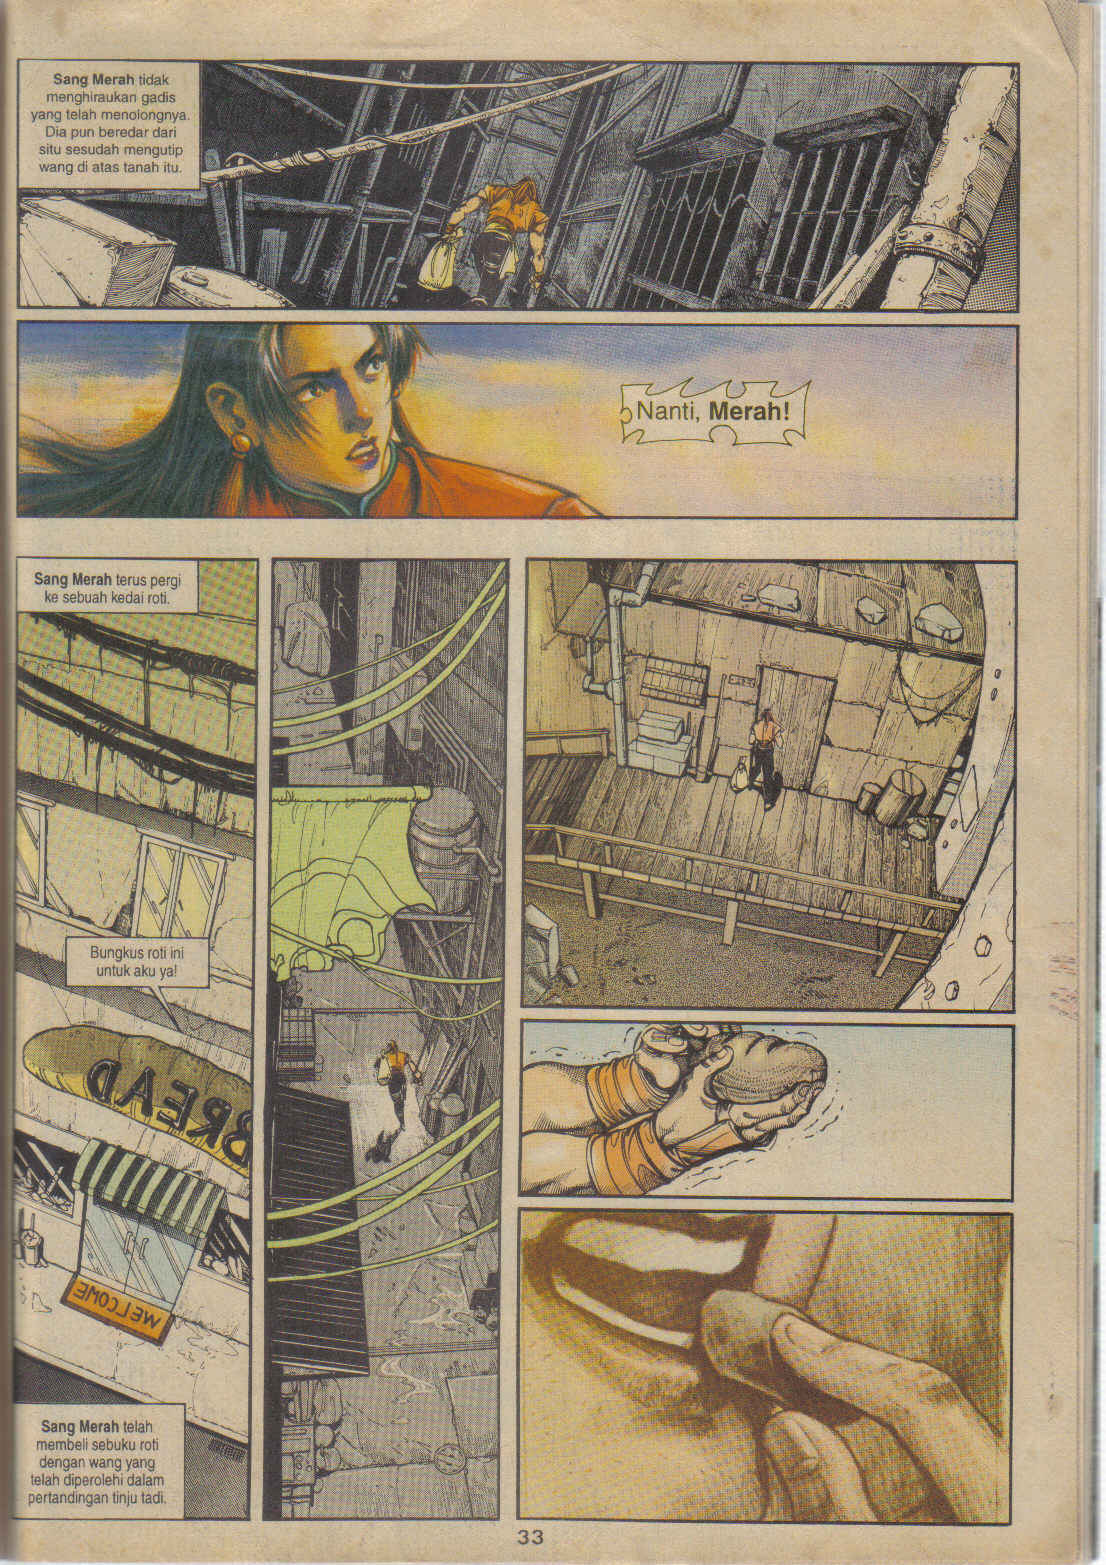 Sang Merah tidak
menghiraukan gadis
yang telah menolongnya.
Dia pun beredar dari
situ sesudah mengutip
wang di atas tanah itu.
Nanti, Merah!
Sang Merah terus pergi
ke sebuah kedai roti.
Bungkus roti ini
untuk aku ya!
BREAD
WELCOME
Sang Merah telah
membeli sebuku roti
dengan wang yang
telah diperolehi dalam
pertandingan tinju tadi.
33